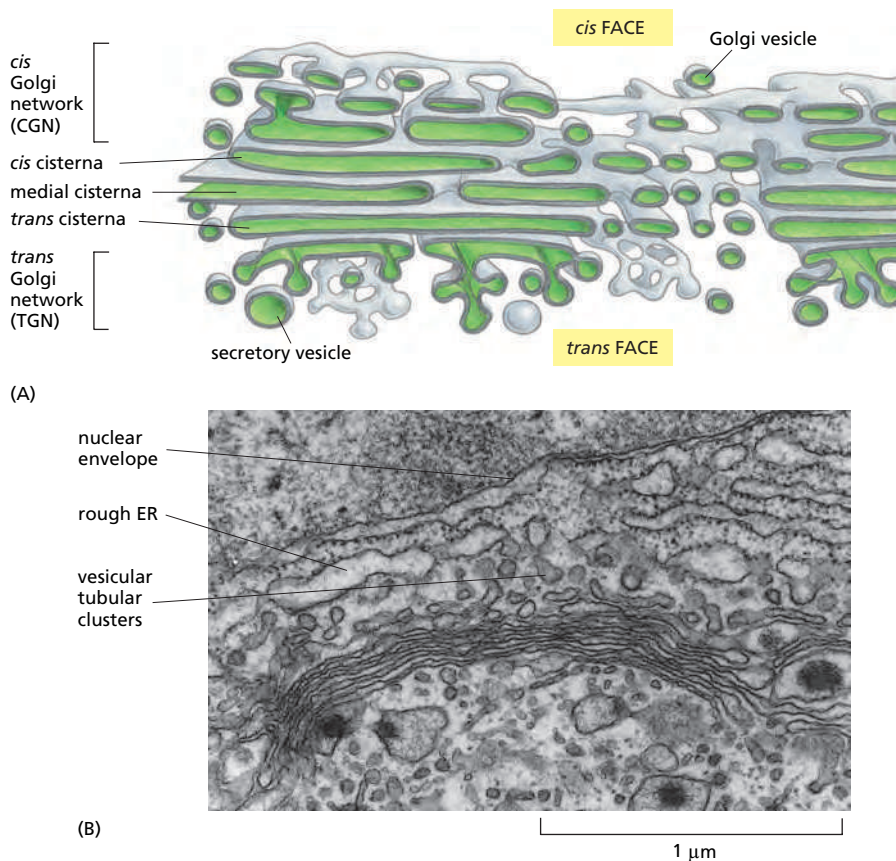 cis FACE
Golgi vesicle
cis
Golgi
network
(CGN)
cis cisterna
medial cisterna
trans cisterna
trans
Golgi
network
(TGN)
secretory vesicle
trans FACE
(A)
nuclear
envelope
rough ER
vesicular
tubular
clusters
(B)
1 μm